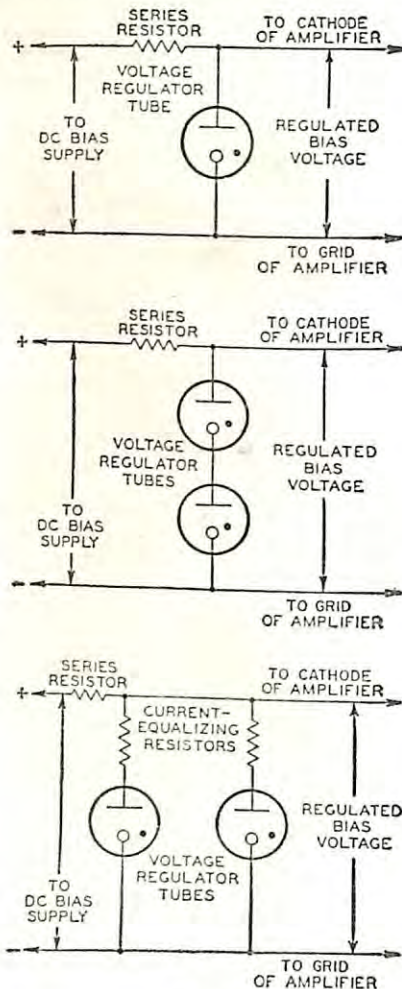 SERIES
RESISTOR
TO CATHODE
OF AMPLIFIER
+
VOLTAGE
REGULATOR
TUBE
TO
DC BIAS
SUPPLY
REGULATED
BIAS
VOLTAGE
-
TO GRID
OF AMPLIFIER
SERIES
RESISTOR
TO CATHODE
OF AMPLIFIER
+
VOLTAGE
REGULATOR
TUBES
REGULATED
BIAS
VOLTAGE
TO
DC BIAS
SUPPLY
-
TO GRID
OF AMPLIFIER
SERIES
RESISTOR
TO CATHODE
OF AMPLIFIER
+
CURRENT-
EQUALIZING
RESISTORS
REGULATED
BIAS
VOLTAGE
VOLTAGE
REGULATOR
TUBES
TO
DC BIAS
SUPPLY
-
TO GRID
OF AMPLIFIER